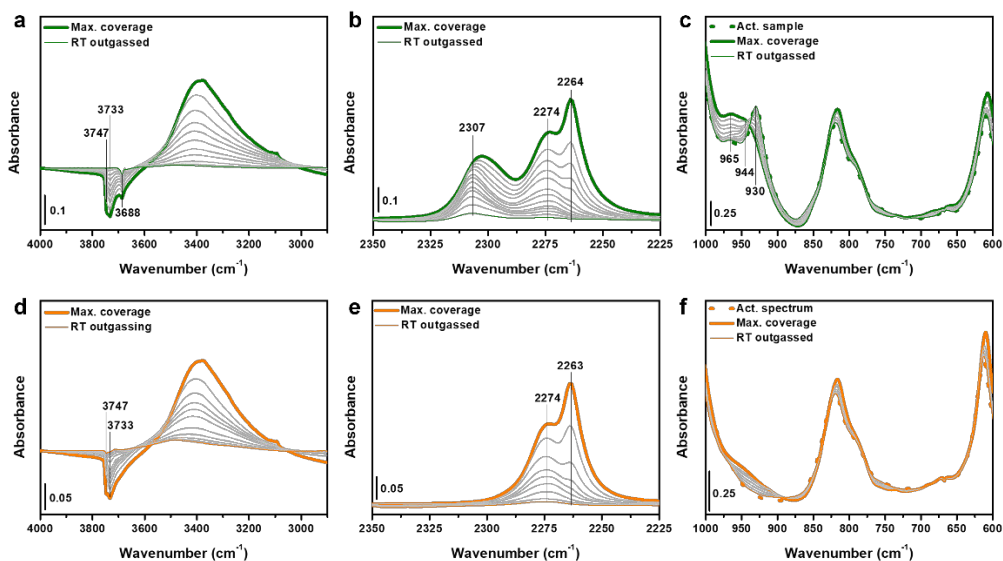 a
Max. coverage
RT outgassed
3733
3747
3688
0.1
Absorbance
4000 3800 3600 3400 3200 3000
Wavenumber (cm-1)
b
Max. coverage
RT outgassed
2264
2274
2307
0.1
Absorbance
2350 2325 2300 2275 2250 2225
Wavenumber (cm-1)
c
Act. sample
Max. coverage
RT outgassed
965
944
930
0.25
Absorbance
1000 950 900 850 800 750 700 650 600
Wavenumber (cm-1)
d
Max. coverage
RT outgassing
3747
3733
0.05
Absorbance
4000 3800 3600 3400 3200 3000
Wavenumber (cm-1)
e
Max. coverage
RT outgassed
2263
2274
0.05
Absorbance
2350 2325 2300 2275 2250 2225
Wavenumber (cm-1)
f
Act. spectrum
Max. coverage
RT outgassed
0.25
Absorbance
1000 950 900 850 800 750 700 650 600
Wavenumber (cm-1)